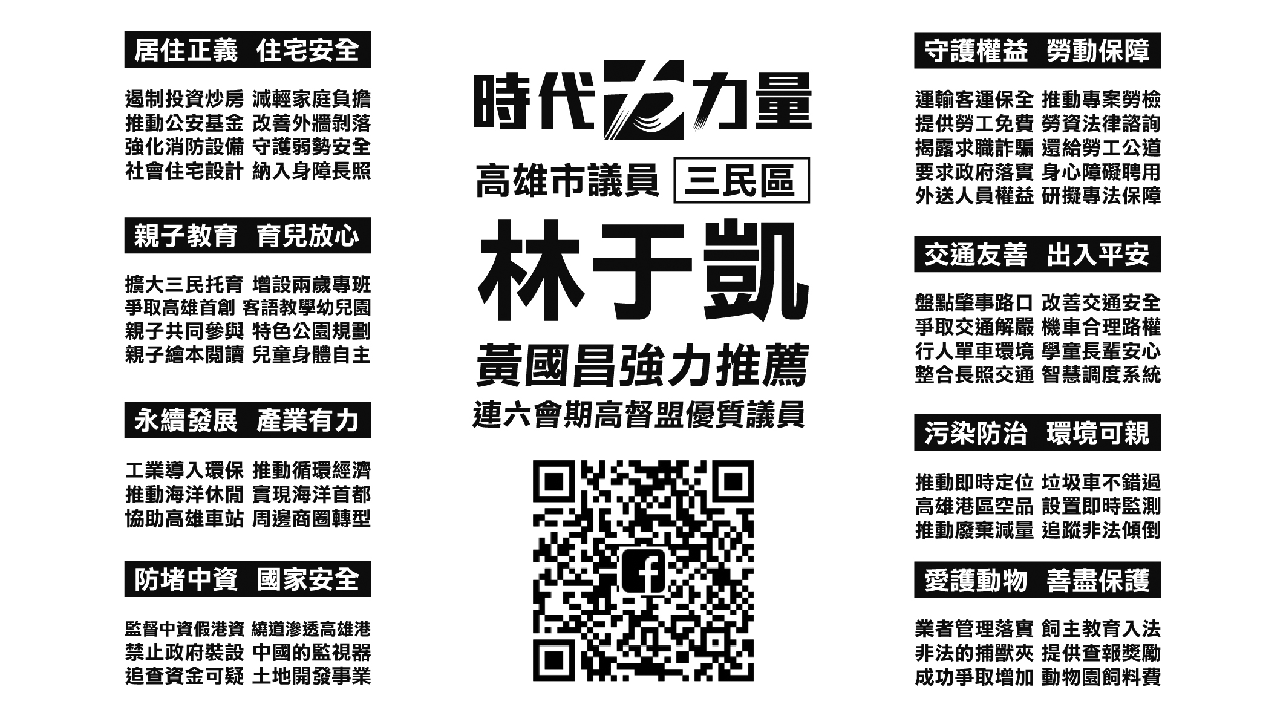 居住正義 住宅安全
遏制投資炒房 減輕家庭負擔
推動公安基金 改善外牆剝落
強化消防設備 守護弱勢安全
社會住宅設計 納入身障長照
親子教育 育兒放心
擴大三民托育 增設兩歲專班
爭取高雄首創 客語教學幼兒園
親子共同參與 特色公園規劃
親子繪本閱讀 兒童身體自主
永續發展 產業有力
工業導入環保 推動循環經濟
推動海洋休閒 實現海洋首都
協助高雄車站 周邊商圈轉型
防堵中資 國家安全
監督中資假港資 繞道滲透高雄港
禁止政府裝設 中國的監視器
追查資金可疑 土地開發事業
時代力量
高雄市議員 三民區
林于凱
黃國昌強力推薦
連六會期高督盟優質議員
守護權益 勞動保障
運輸客運保全 推動專案勞檢
提供勞工免費 勞資法律諮詢
揭露求職詐騙 還給勞工公道
要求政府落實 身心障礙聘用
外送人員權益 研擬專法保障
交通友善 出入平安
盤點肇事路口 改善交通安全
爭取交通解嚴 機車合理路權
行人單車環境 學童長輩安心
整合長照交通 智慧調度系統
污染防治 環境可親
推動即時定位 垃圾車不錯過
高雄港區空品 設置即時監測
推動廢棄減量 追蹤非法傾倒
愛護動物 善盡保護
業者管理落實 飼主教育入法
非法的捕獸夾 提供查報獎勵
成功爭取增加 動物園飼料費